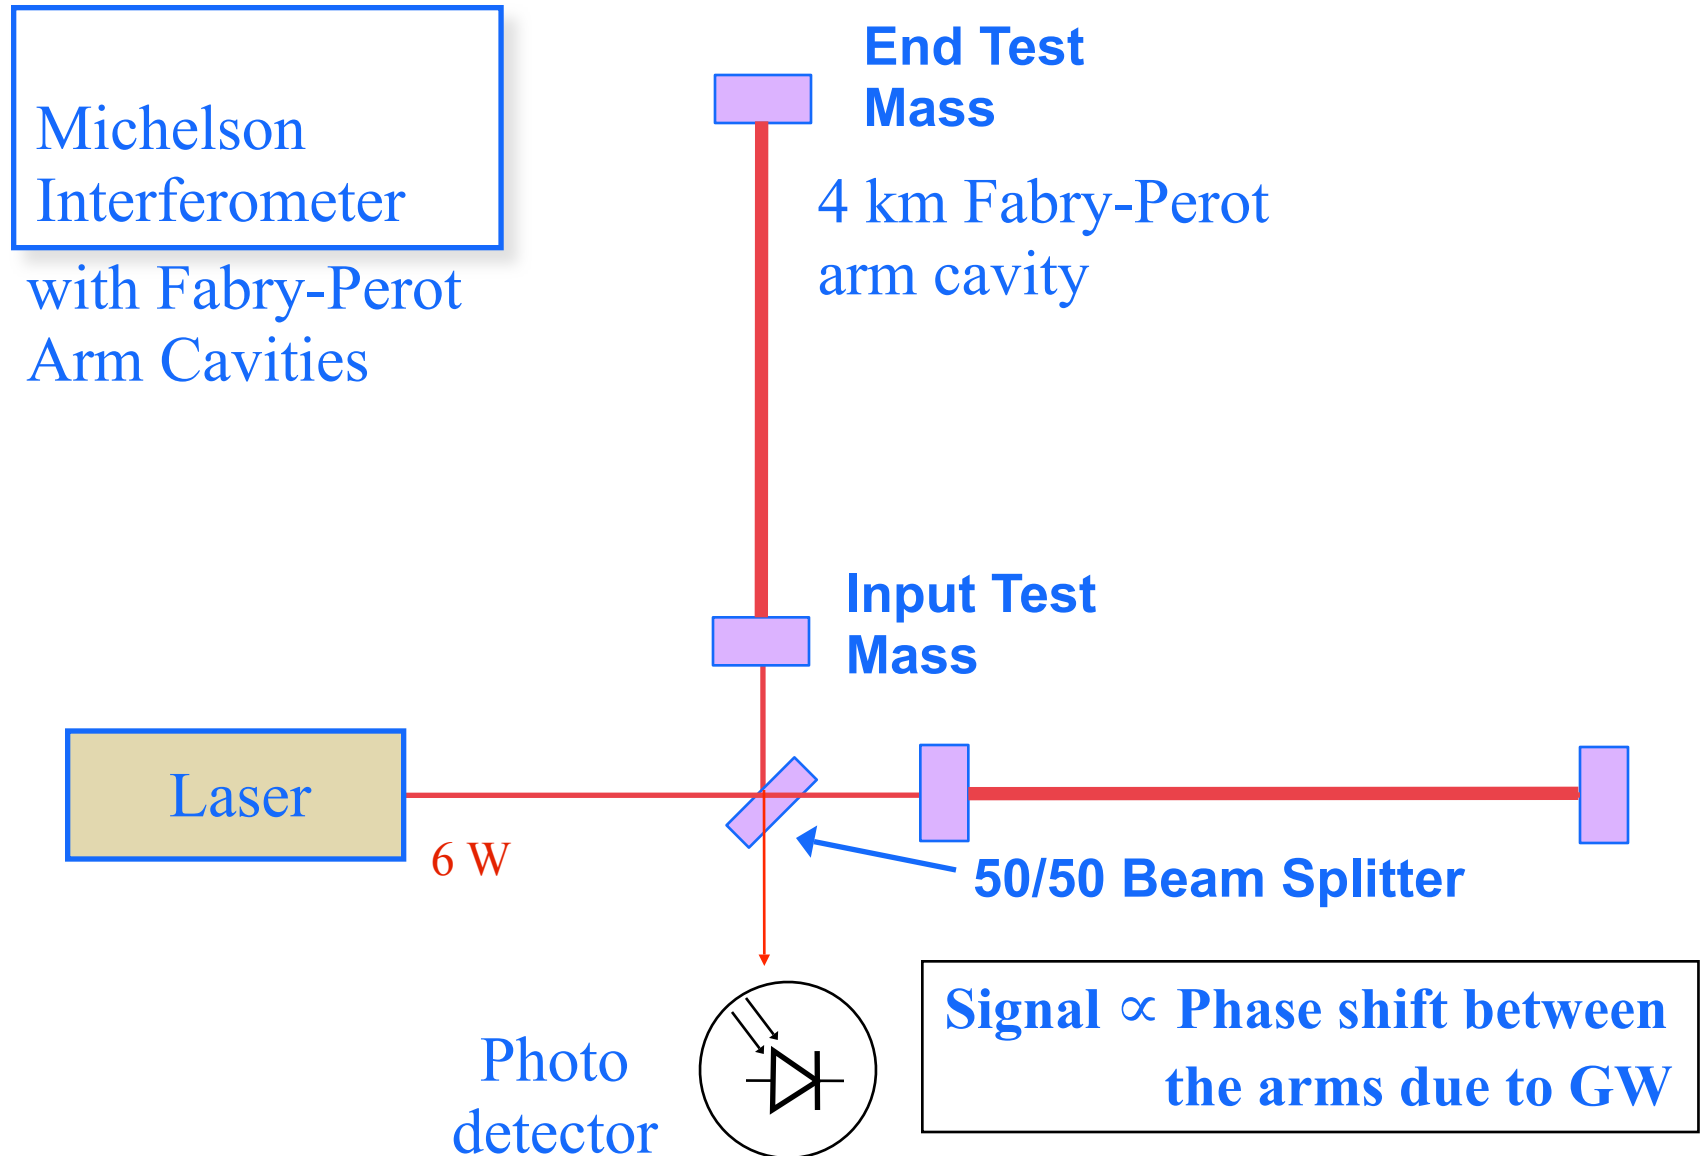 Michelson
Interferometer
with Fabry-Perot
Arm Cavities
End Test
Mass
4 km Fabry-Perot
arm cavity
Input Test
Mass
Laser
6 W
50/50 Beam Splitter
Photo
detector
Signal ∝ Phase shift between
the arms due to GW